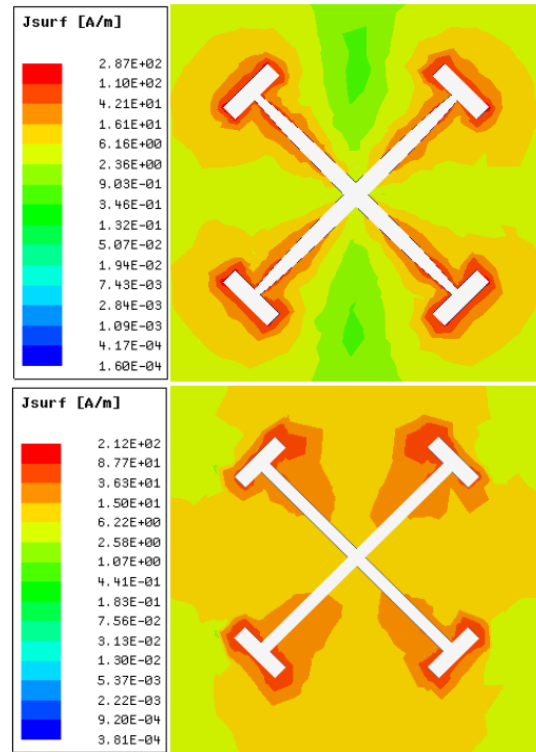 Jsurf [A/m]
2.87E+02
1.10E+02
4.21E+01
1.61E+01
6.16E+00
2.36E+00
9.03E-01
3.46E-01
1.32E-01
5.07E-02
1.94E-02
7.43E-03
2.84E-03
1.09E-03
4.17E-04
1.60E-04
Jsurf [A/m]
2.12E+02
8.77E+01
3.63E+01
1.50E+01
6.22E+00
2.58E+00
1.07E+00
4.41E-01
1.83E-01
7.56E-02
3.13E-02
1.30E-02
5.37E-03
2.22E-03
9.20E-04
3.81E-04